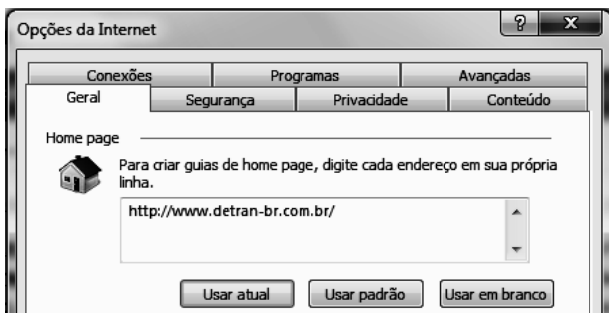 Opções da Internet
Conexões Programas Avançadas
Geral Segurança Privacidade Conteúdo
Home page
Para criar guias de home page, digite cada endereço em sua própria
linha.
http://www.detran-br.com.br/
Usar atual Usar padrão Usar em branco